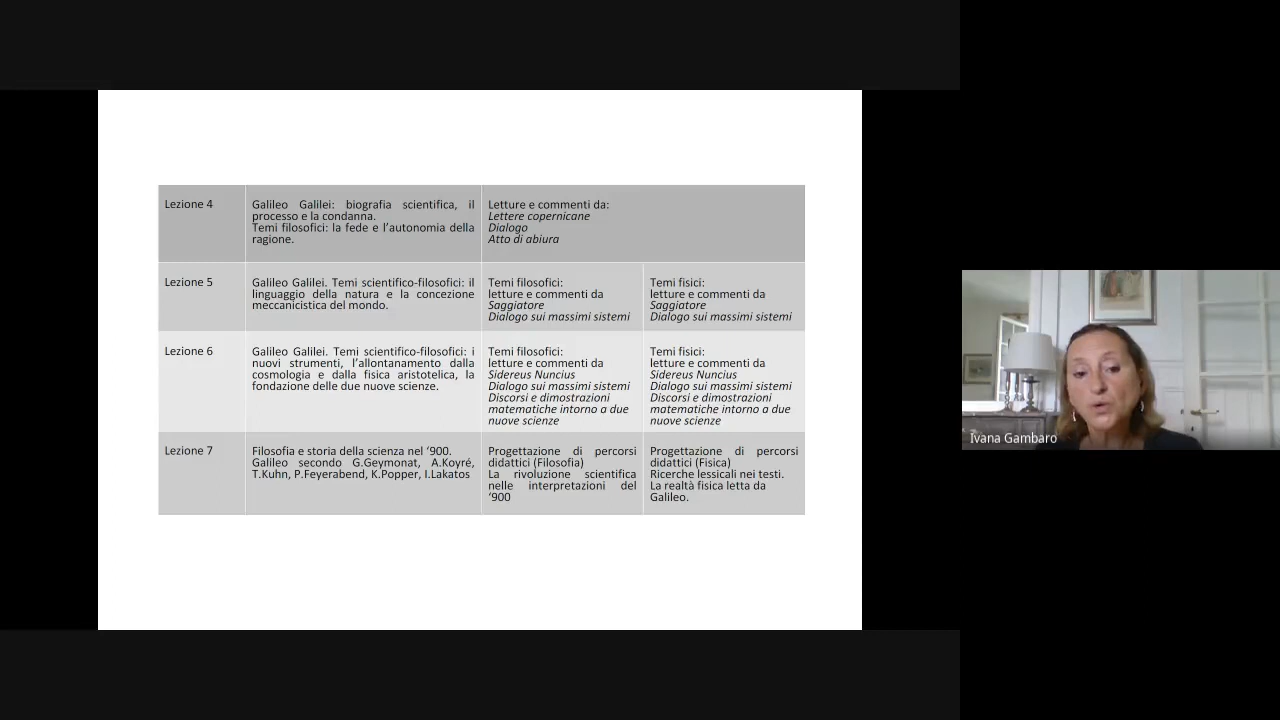 Lezione 4
Galileo Galilei: biografia scientifica, il
processo e la condanna.
Temi filosofici: la fede e l'autonomia della
ragione.
Letture e commenti da:
Lettere copernicane
Dialogo
Atto di abiura
Lezione 5
Galileo Galilei. Temi scientifico-filosofici: il
linguaggio della natura e la concezione
meccanicistica del mondo.
Temi filosofici:
letture e commenti da
Saggiatore
Dialogo sui massimi sistemi
Temi fisici:
letture e commenti da
Saggiatore
Dialogo sui massimi sistemi
Lezione 6
Galileo Galilei. Temi scientifico-filosofici: i
nuovi strumenti, l'allontanamento dalla
cosmologia e dalla fisica aristotelica, la
fondazione delle due nuove scienze.
Temi filosofici:
letture e commenti da
Sidereus Nuncius
Dialogo sui massimi sistemi
Discorsi e dimostrazioni
matematiche intorno a due
nuove scienze
Temi fisici:
letture e commenti da
Sidereus Nuncius
Dialogo sui massimi sistemi
Discorsi e dimostrazioni
matematiche intorno a due
nuove scienze
Lezione 7
Filosofia e storia della scienza nel '900.
Galileo secondo G.Geymonat, A.Koyré,
T.Kuhn, P.Feyerabend, K.Popper, I.Lakatos
Progettazione di percorsi
didattici (Filosofia)
La rivoluzione scientifica
nelle interpretazioni del
'900
Progettazione di percorsi
didattici (Fisica)
Ricerche lessicali nei testi.
La realtà fisica letta da
Galileo.
Ivana Gambaro